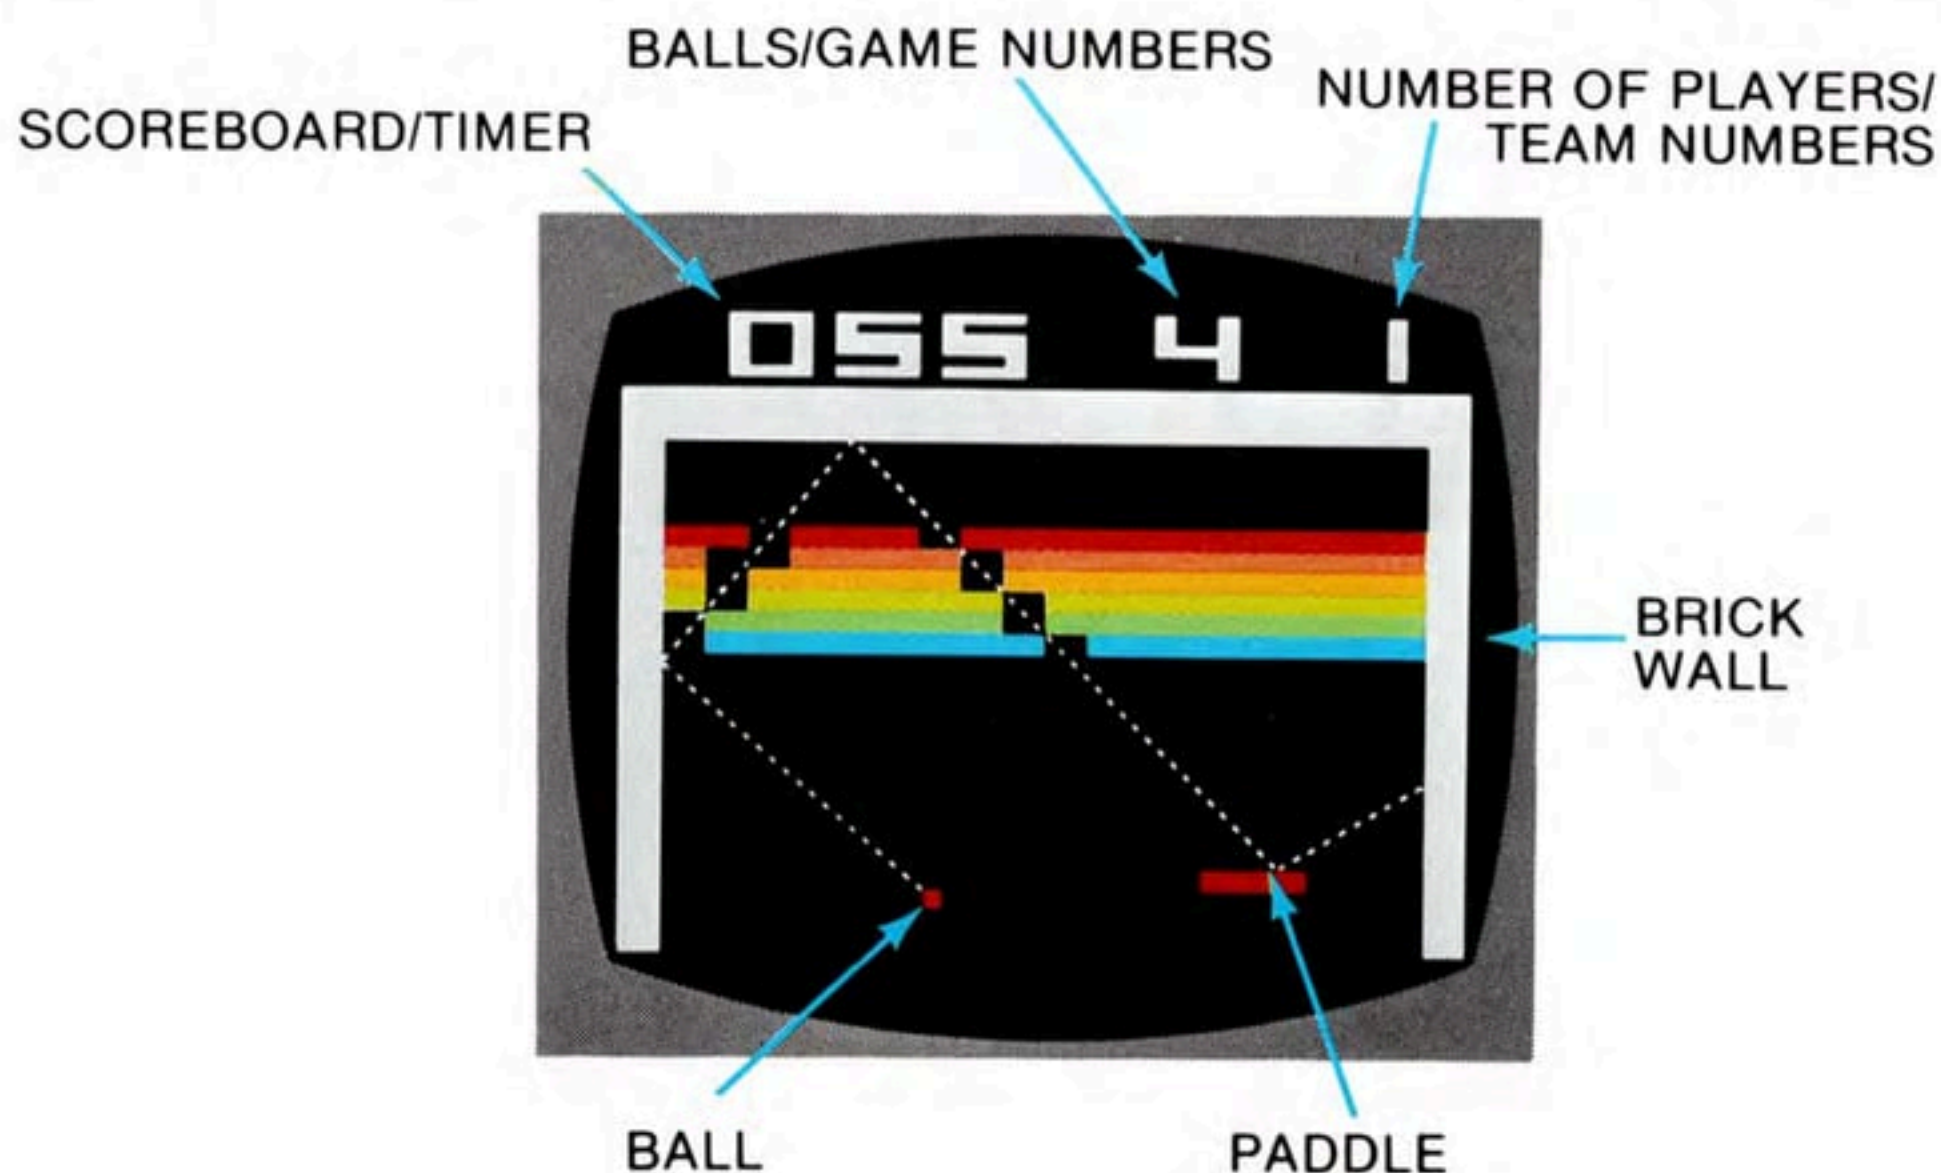 BALLS/GAME NUMBERS
SCOREBOARD/TIMER
NUMBER OF PLAYERS/
TEAM NUMBERS
055 4 1
BRICK
WALL
BALL
PADDLE